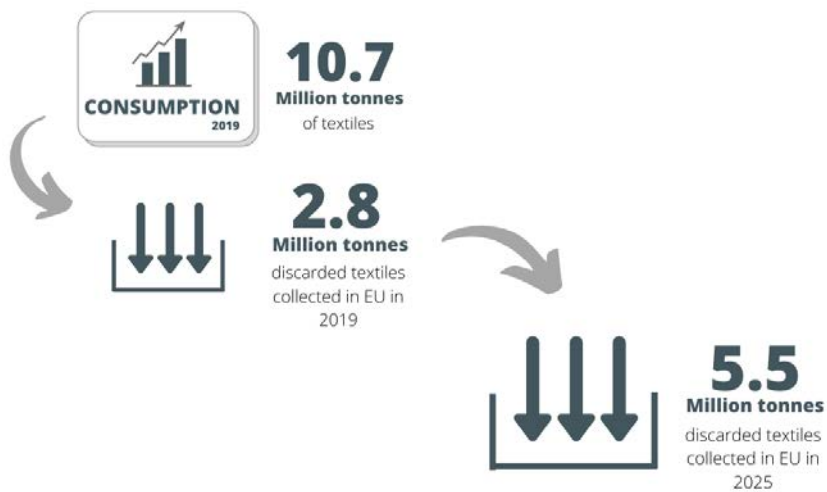 CONSUMPTION
2019
10.7
Million tonnes
of textiles
2.8
Million tonnes
discarded textiles
collected in EU in
2019
5.5
Million tonnes
discarded textiles
collected in EU in
2025